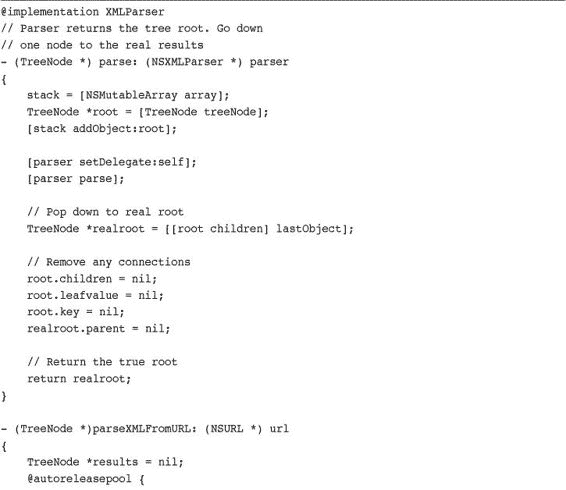 @implementation XMLParser
// Parser returns the tree root. Go down
// one node to the real results
- (TreeNode *) parse: (NSXMLParser *) parser
{
    stack = [NSMutableArray array];
    TreeNode *root = [TreeNode treeNode];
    [stack addObject:root];

    [parser setDelegate:self];
    [parser parse];

    // Pop down to real root
    TreeNode *realroot = [[root children] lastObject];

    // Remove any connections
    root.children = nil;
    root.leafvalue = nil;
    root.key = nil;
    realroot.parent = nil;

    // Return the true root
    return realroot;
}

- (TreeNode *)parseXMLFromURL: (NSURL *) url
{
    TreeNode *results = nil;
    @autoreleasepool {